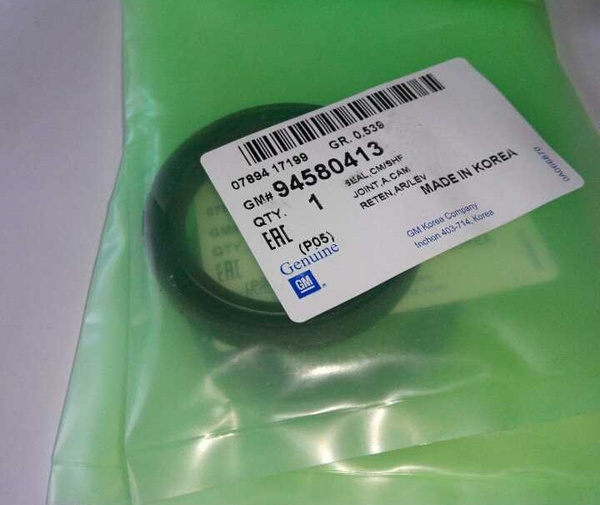 07894 17199 GR. 0.539
GM# 94580413
QTY. 1
SEAL,CM/SHF
JOINT,A.CAM
RETEN,AR/LEV
EAC
(P05)
MADE IN KOREA
Genuine
GM
GM Korea Company
Inchon 403-714, Korea